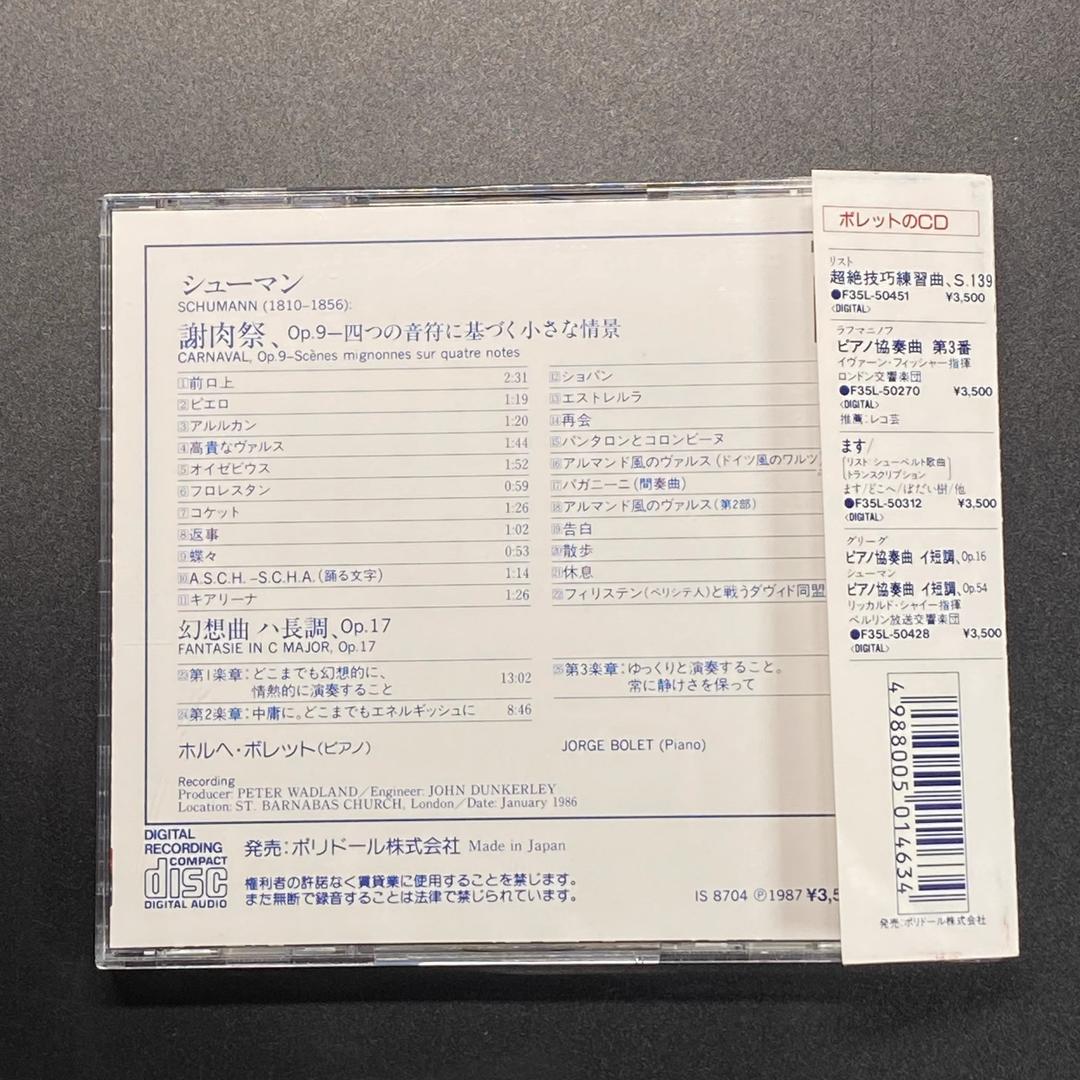 シューマン
SCHUMANN (1810–1856):
謝肉祭、Op.9–四つの音符に基づく小さな情景
CARNAVAL, Op.9–Scènes mignonnes sur quatre notes
1 前口上 2:31
2 ピエロ 1:19
3 アルルカン 1:20
4 高貴なヴァルス 1:44
5 オイゼビウス 1:52
6 フロレスタン 0:59
7 コケット 1:26
8 返事 1:02
9 蝶々 0:53
10 A.S.C.H.–S.C.H.A.(踊る文字) 1:14
11 キアリーナ 1:26
12 ショパン
13 エストレルラ
14 再会
15 パンタロンとコロンビーヌ
16 アルマンド風のヴァルス(ドイツ風のワルツ)
17 パガニーニ(間奏曲)
18 アルマンド風のヴァルス(第2部)
19 告白
20 散歩
21 休息
22 フィリステン(ペリシテ人)と戦うダヴィド同盟
幻想曲 ハ長調、Op.17
FANTASIE IN C MAJOR, Op.17
23 第1楽章:どこまでも幻想的に、
情熱的に演奏すること 13:02
24 第2楽章:中庸に。どこまでもエネルギッシュに 8:46
25 第3楽章:ゆっくりと演奏すること。
常に静けさを保って
ホルヘ・ボレット(ピアノ)
JORGE BOLET (Piano)
Recording
Producer: PETER WADLAND/Engineer: JOHN DUNKERLEY
Location: ST. BARNABAS CHURCH, London/Date: January 1986
DIGITAL
RECORDING
COMPACT
disc
DIGITAL AUDIO
発売:ポリドール株式会社 Made in Japan
権利者の許諾なく賃貸業に使用することを禁じます。
また無断で録音することは法律で禁じられています。
IS 8704 Ⓟ1987 ¥3,5
ボレットのCD
リスト
超絶技巧練習曲、S.139
●F35L-50451 ¥3,500
〈DIGITAL〉
ラフマニノフ
ピアノ協奏曲 第3番
イヴァーン・フィッシャー指揮
ロンドン交響楽団
●F35L-50270 ¥3,500
〈DIGITAL〉
推薦:レコ芸
ます/
リスト:シューベルト歌曲
トランスクリプション
ます/どこへ/ぼだい樹/他
●F35L-50312 ¥3,500
〈DIGITAL〉
グリーグ
ピアノ協奏曲 イ短調、Op.16
シューマン
ピアノ協奏曲 イ短調、Op.54
リッカルド・シャイー指揮
ベルリン放送交響楽団
●F35L-50428 ¥3,500
〈DIGITAL〉
4988005014634
発売:ポリドール株式会社